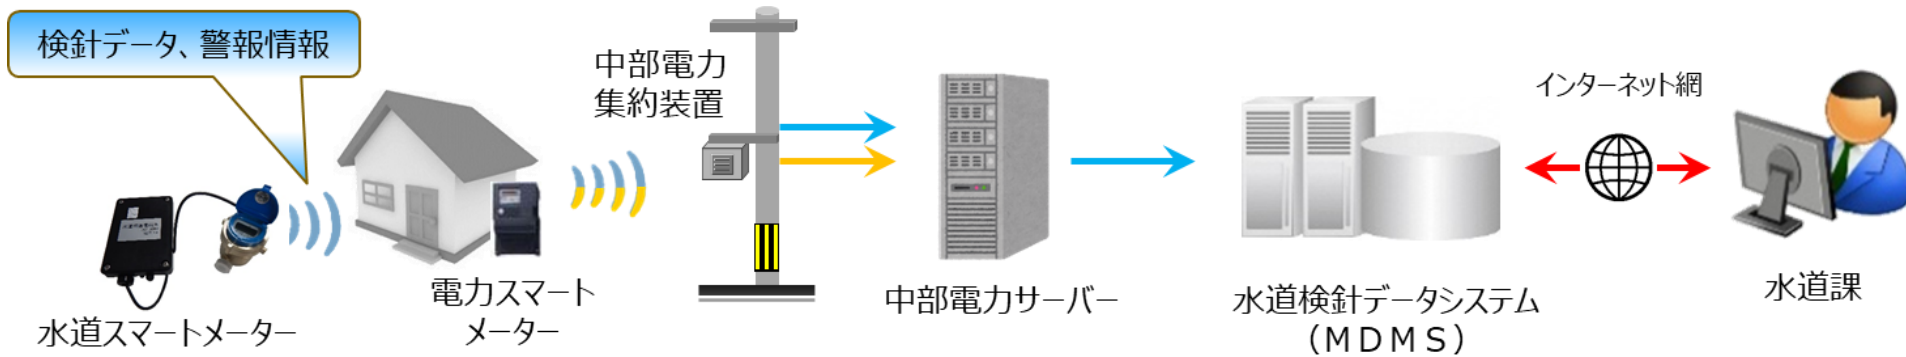 検針データ、警報情報
中部電力
集約装置
インターネット網
水道スマートメーター
電力スマート
メーター
中部電力サーバー
水道検針データシステム
（ＭＤＭＳ）
水道課